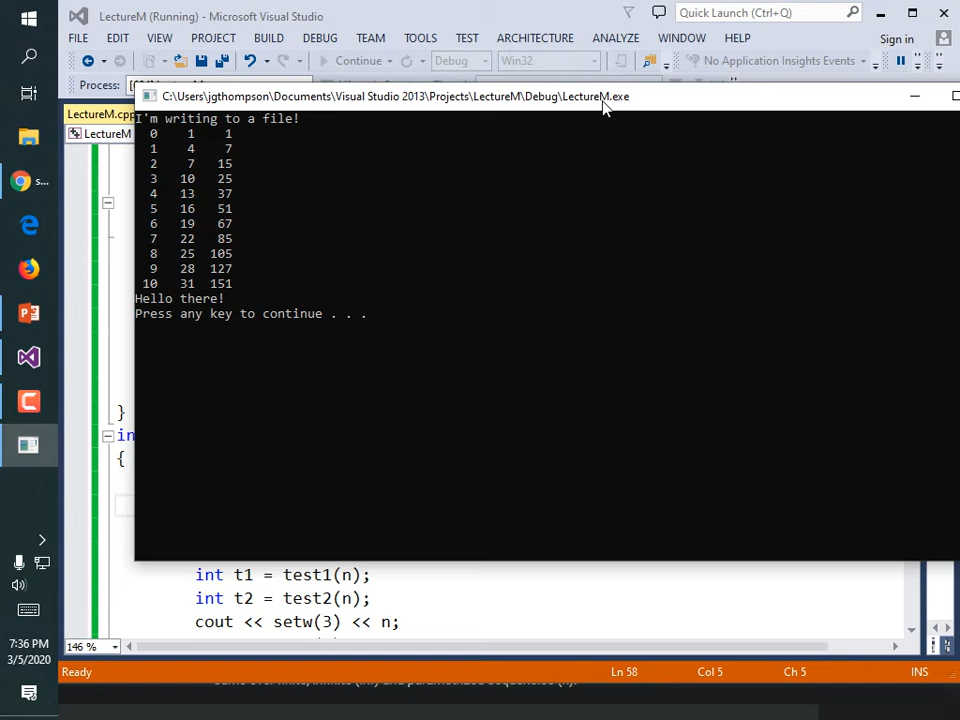 LectureM (Running) - Microsoft Visual Studio
Quick Launch (Ctrl+Q)
FILE EDIT VIEW PROJECT BUILD DEBUG TEAM TOOLS TEST ARCHITECTURE ANALYZE WINDOW HELP
Sign in
Continue Debug Win32 No Application Insights Events
Process:
C:\Users\jgthompson\Documents\Visual Studio 2013\Projects\LectureM\Debug\LectureM.exe
LectureM.cpp
LectureM
I'm writing to a file!
0 1 1
1 4 7
2 7 15
3 10 25
4 13 37
5 16 51
6 19 67
7 22 85
8 25 105
9 28 127
10 31 151
Hello there!
Press any key to continue . . .
s...
}
in
{
int t1 = test1(n);
int t2 = test2(n);
cout << setw(3) << n;
146 %
7:36 PM
3/5/2020
Ready Ln 58 Col 5 Ch 5 INS